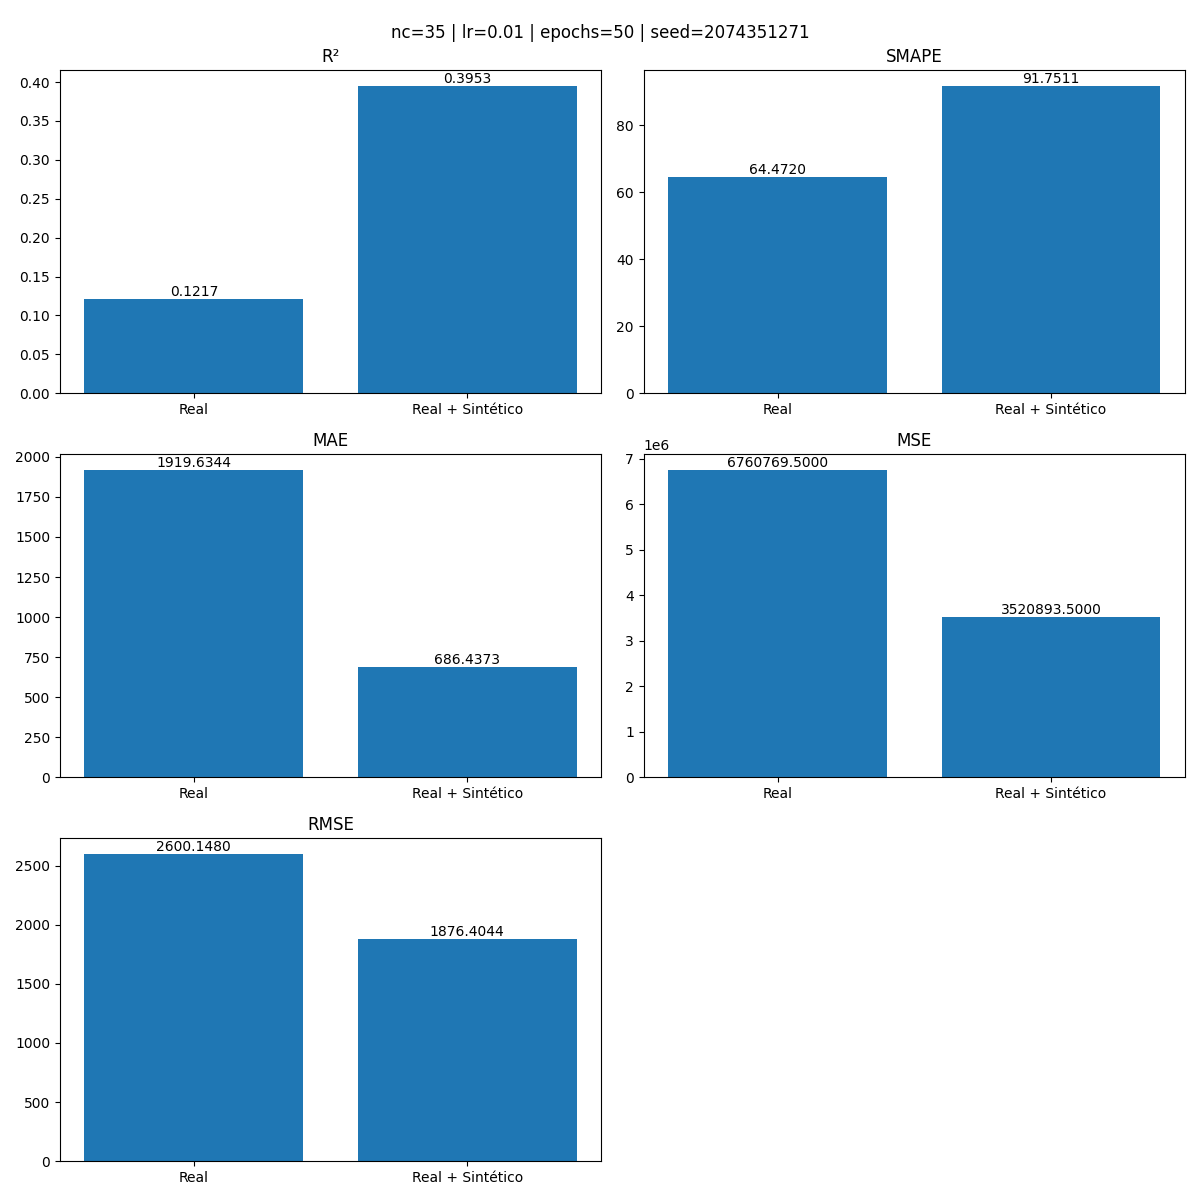 nc=35 | lr=0.01 | epochs=50 | seed=2074351271
R²
0.40
0.35
0.30
0.25
0.20
0.15
0.10
0.05
0.00
0.1217
0.3953
Real
Real + Sintético
SMAPE
80
60
40
20
0
64.4720
91.7511
Real
Real + Sintético
MAE
2000
1750
1500
1250
1000
750
500
250
0
1919.6344
686.4373
Real
Real + Sintético
MSE
1e6
7
6
5
4
3
2
1
0
6760769.5000
3520893.5000
Real
Real + Sintético
RMSE
2500
2000
1500
1000
500
0
2600.1480
1876.4044
Real
Real + Sintético